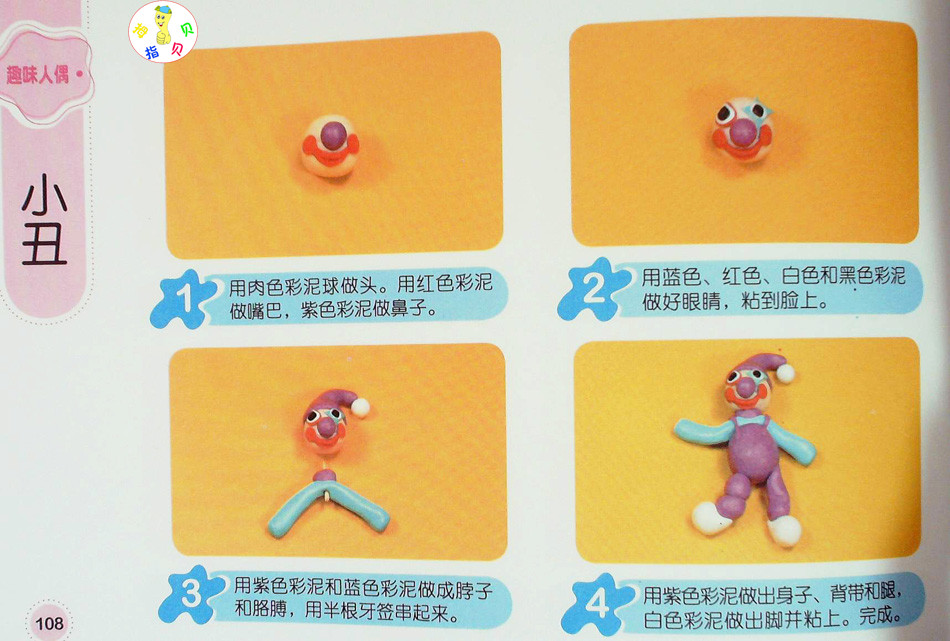 指贝贝
趣味人偶
小丑
1
用肉色彩泥球做头。用红色彩泥
做嘴巴，紫色彩泥做鼻子。
2
用蓝色、红色、白色和黑色彩泥
做好眼睛，粘到脸上。
3
用紫色彩泥和蓝色彩泥做成脖子
和胳膊，用半根牙签串起来。
4
用紫色彩泥做出身子、背带和腿，
白色彩泥做出脚并粘上。完成。
108